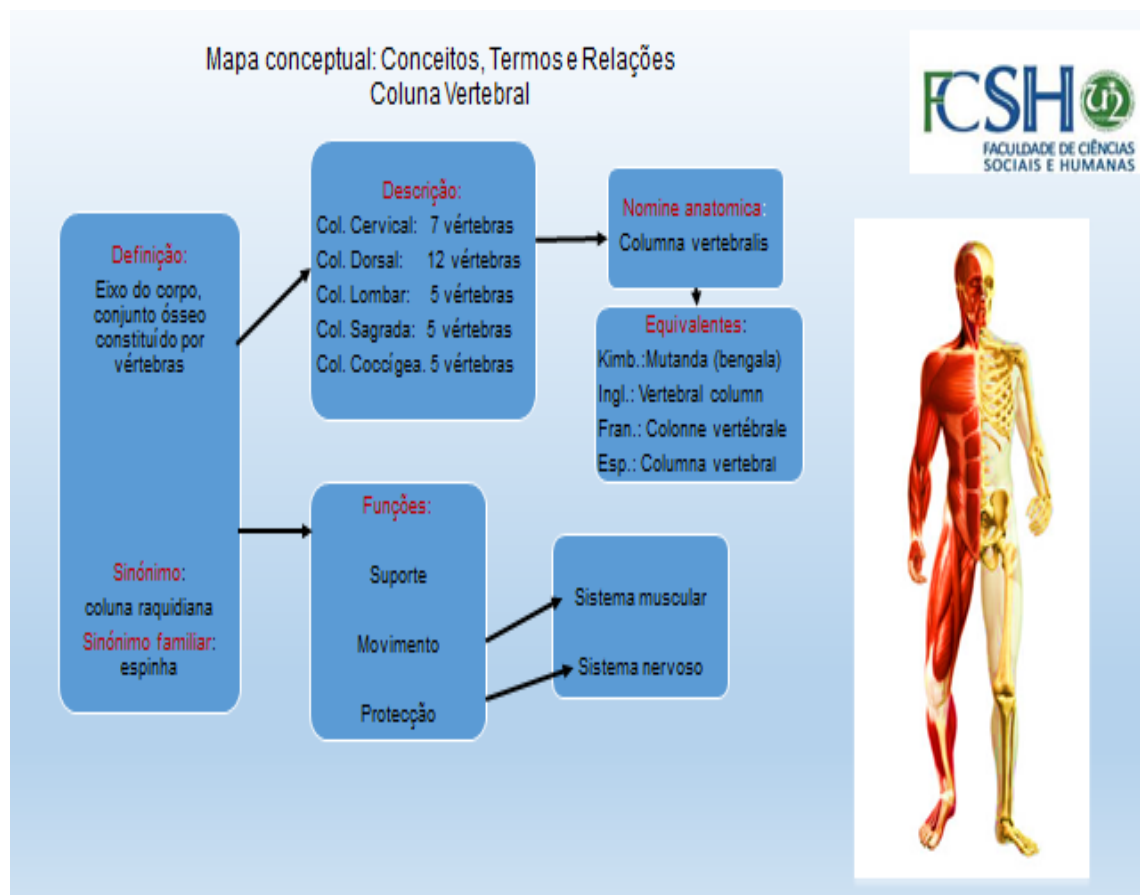 Mapa conceptual: Conceitos, Termos e Relações
Coluna Vertebral
FCSH
FACULDADE DE CIÊNCIAS
SOCIAIS E HUMANAS
Definição:
Eixo do corpo,
conjunto ósseo
constituído por
vértebras
Sinónimo:
coluna raquidiana
Sinónimo familiar:
espinha
Descrição:
Col. Cervical: 7 vértebras
Col. Dorsal: 12 vértebras
Col. Lombar: 5 vértebras
Col. Sagrada: 5 vértebras
Col. Coccígea. 5 vértebras
Nomine anatomica:
Columna vertebralis
Equivalentes:
Kimb.:Mutanda (bengala)
Ingl.: Vertebral column
Fran.: Colonne vertébrale
Esp.: Columna vertebral
Funções:
Suporte
Movimento
Protecção
Sistema muscular
Sistema nervoso